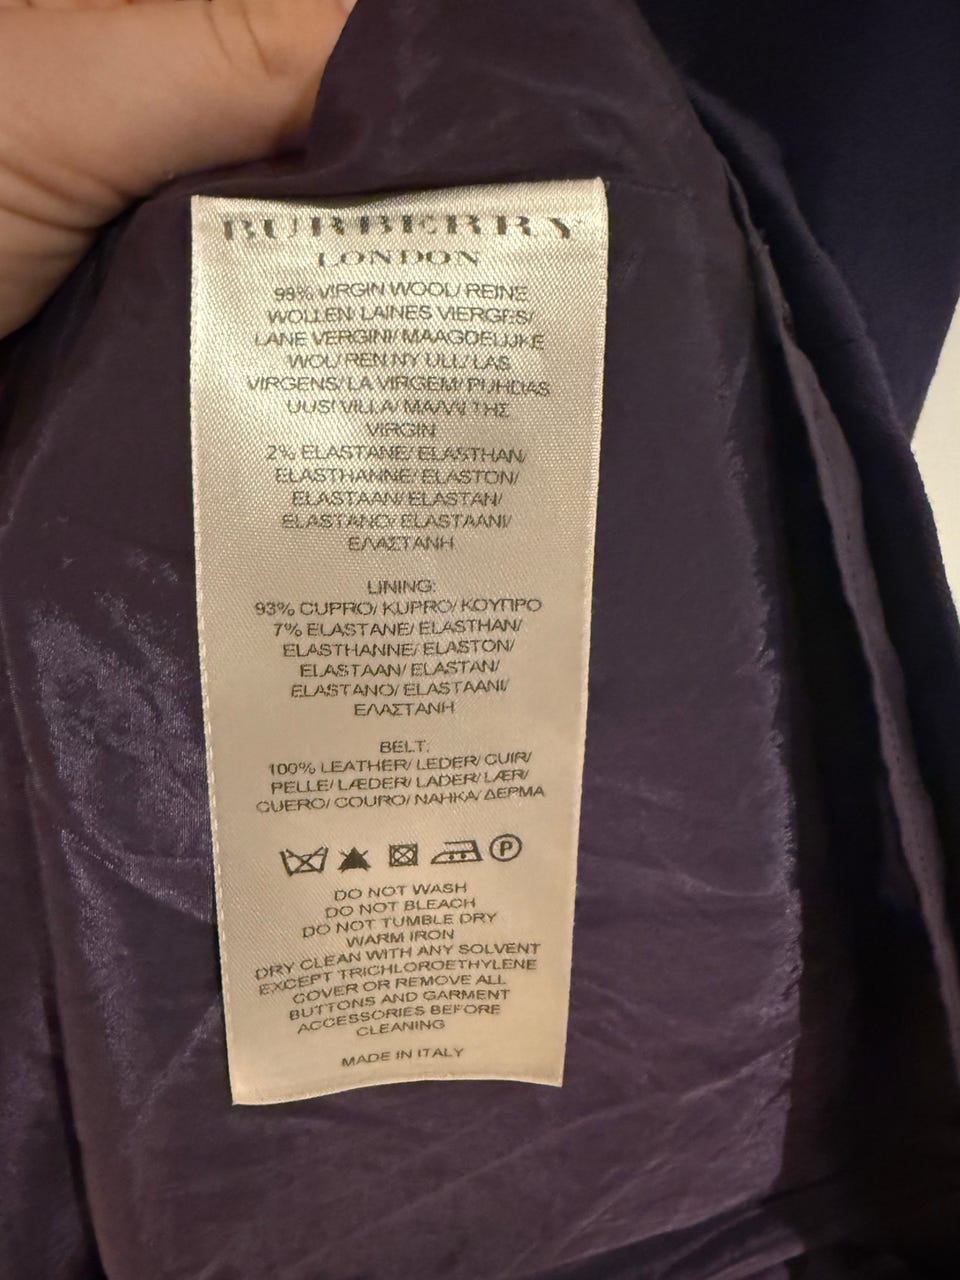 BURBERRY
LONDON
98% VIRGIN WOOL/ REINE
WOLLEN/ LAINES VIERGES/
LANE VERGINI/ MAAGDELIJKE
WOL/ REN NY ULL/ LAS
VIRGENS/ LA VIRGEM/ PUHDAS
UUSI VILLA/ ΜΑΛΛΙ ΤΗΣ
VIRGIN
2% ELASTANE/ ELASTHAN/
ELASTHANNE/ ELASTON/
ELASTAAN/ ELASTAN/
ELASTANO/ ELASTAANI/
ΕΛΑΣΤΑΝΗ
LINING:
93% CUPRO/ KUPRO/ ΚΟΥΠΡΟ
7% ELASTANE/ ELASTHAN/
ELASTHANNE/ ELASTON/
ELASTAAN/ ELASTAN/
ELASTANO/ ELASTAANI/
ΕΛΑΣΤΑΝΗ
BELT:
100% LEATHER/ LEDER/ CUIR/
PELLE/ LÆDER/ LADER/ LÆR/
CUERO/ COURO/ NAHKA/ ΔΕΡΜΑ
P
DO NOT WASH
DO NOT BLEACH
DO NOT TUMBLE DRY
WARM IRON
DRY CLEAN WITH ANY SOLVENT
EXCEPT TRICHLOROETHYLENE
COVER OR REMOVE ALL
BUTTONS AND GARMENT
ACCESSORIES BEFORE
CLEANING
MADE IN ITALY